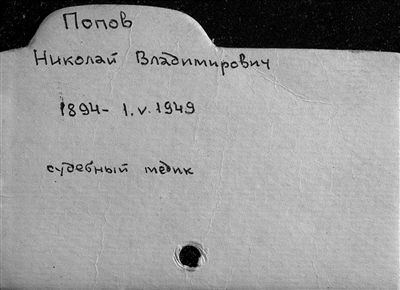 Попов
Николай Владимирович
1894- 1.V.1949
судебный медик